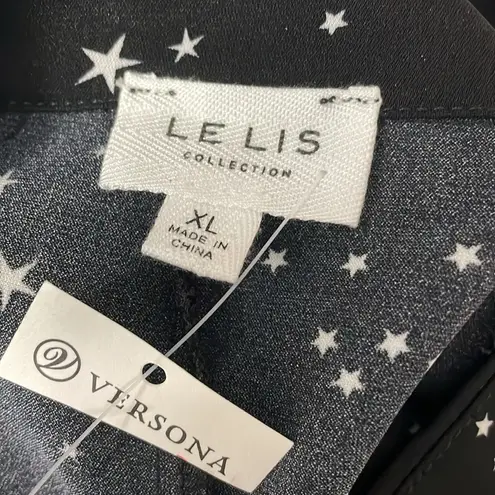 LE LIS
COLLECTION
XL
MADE IN
CHINA
VERSONA